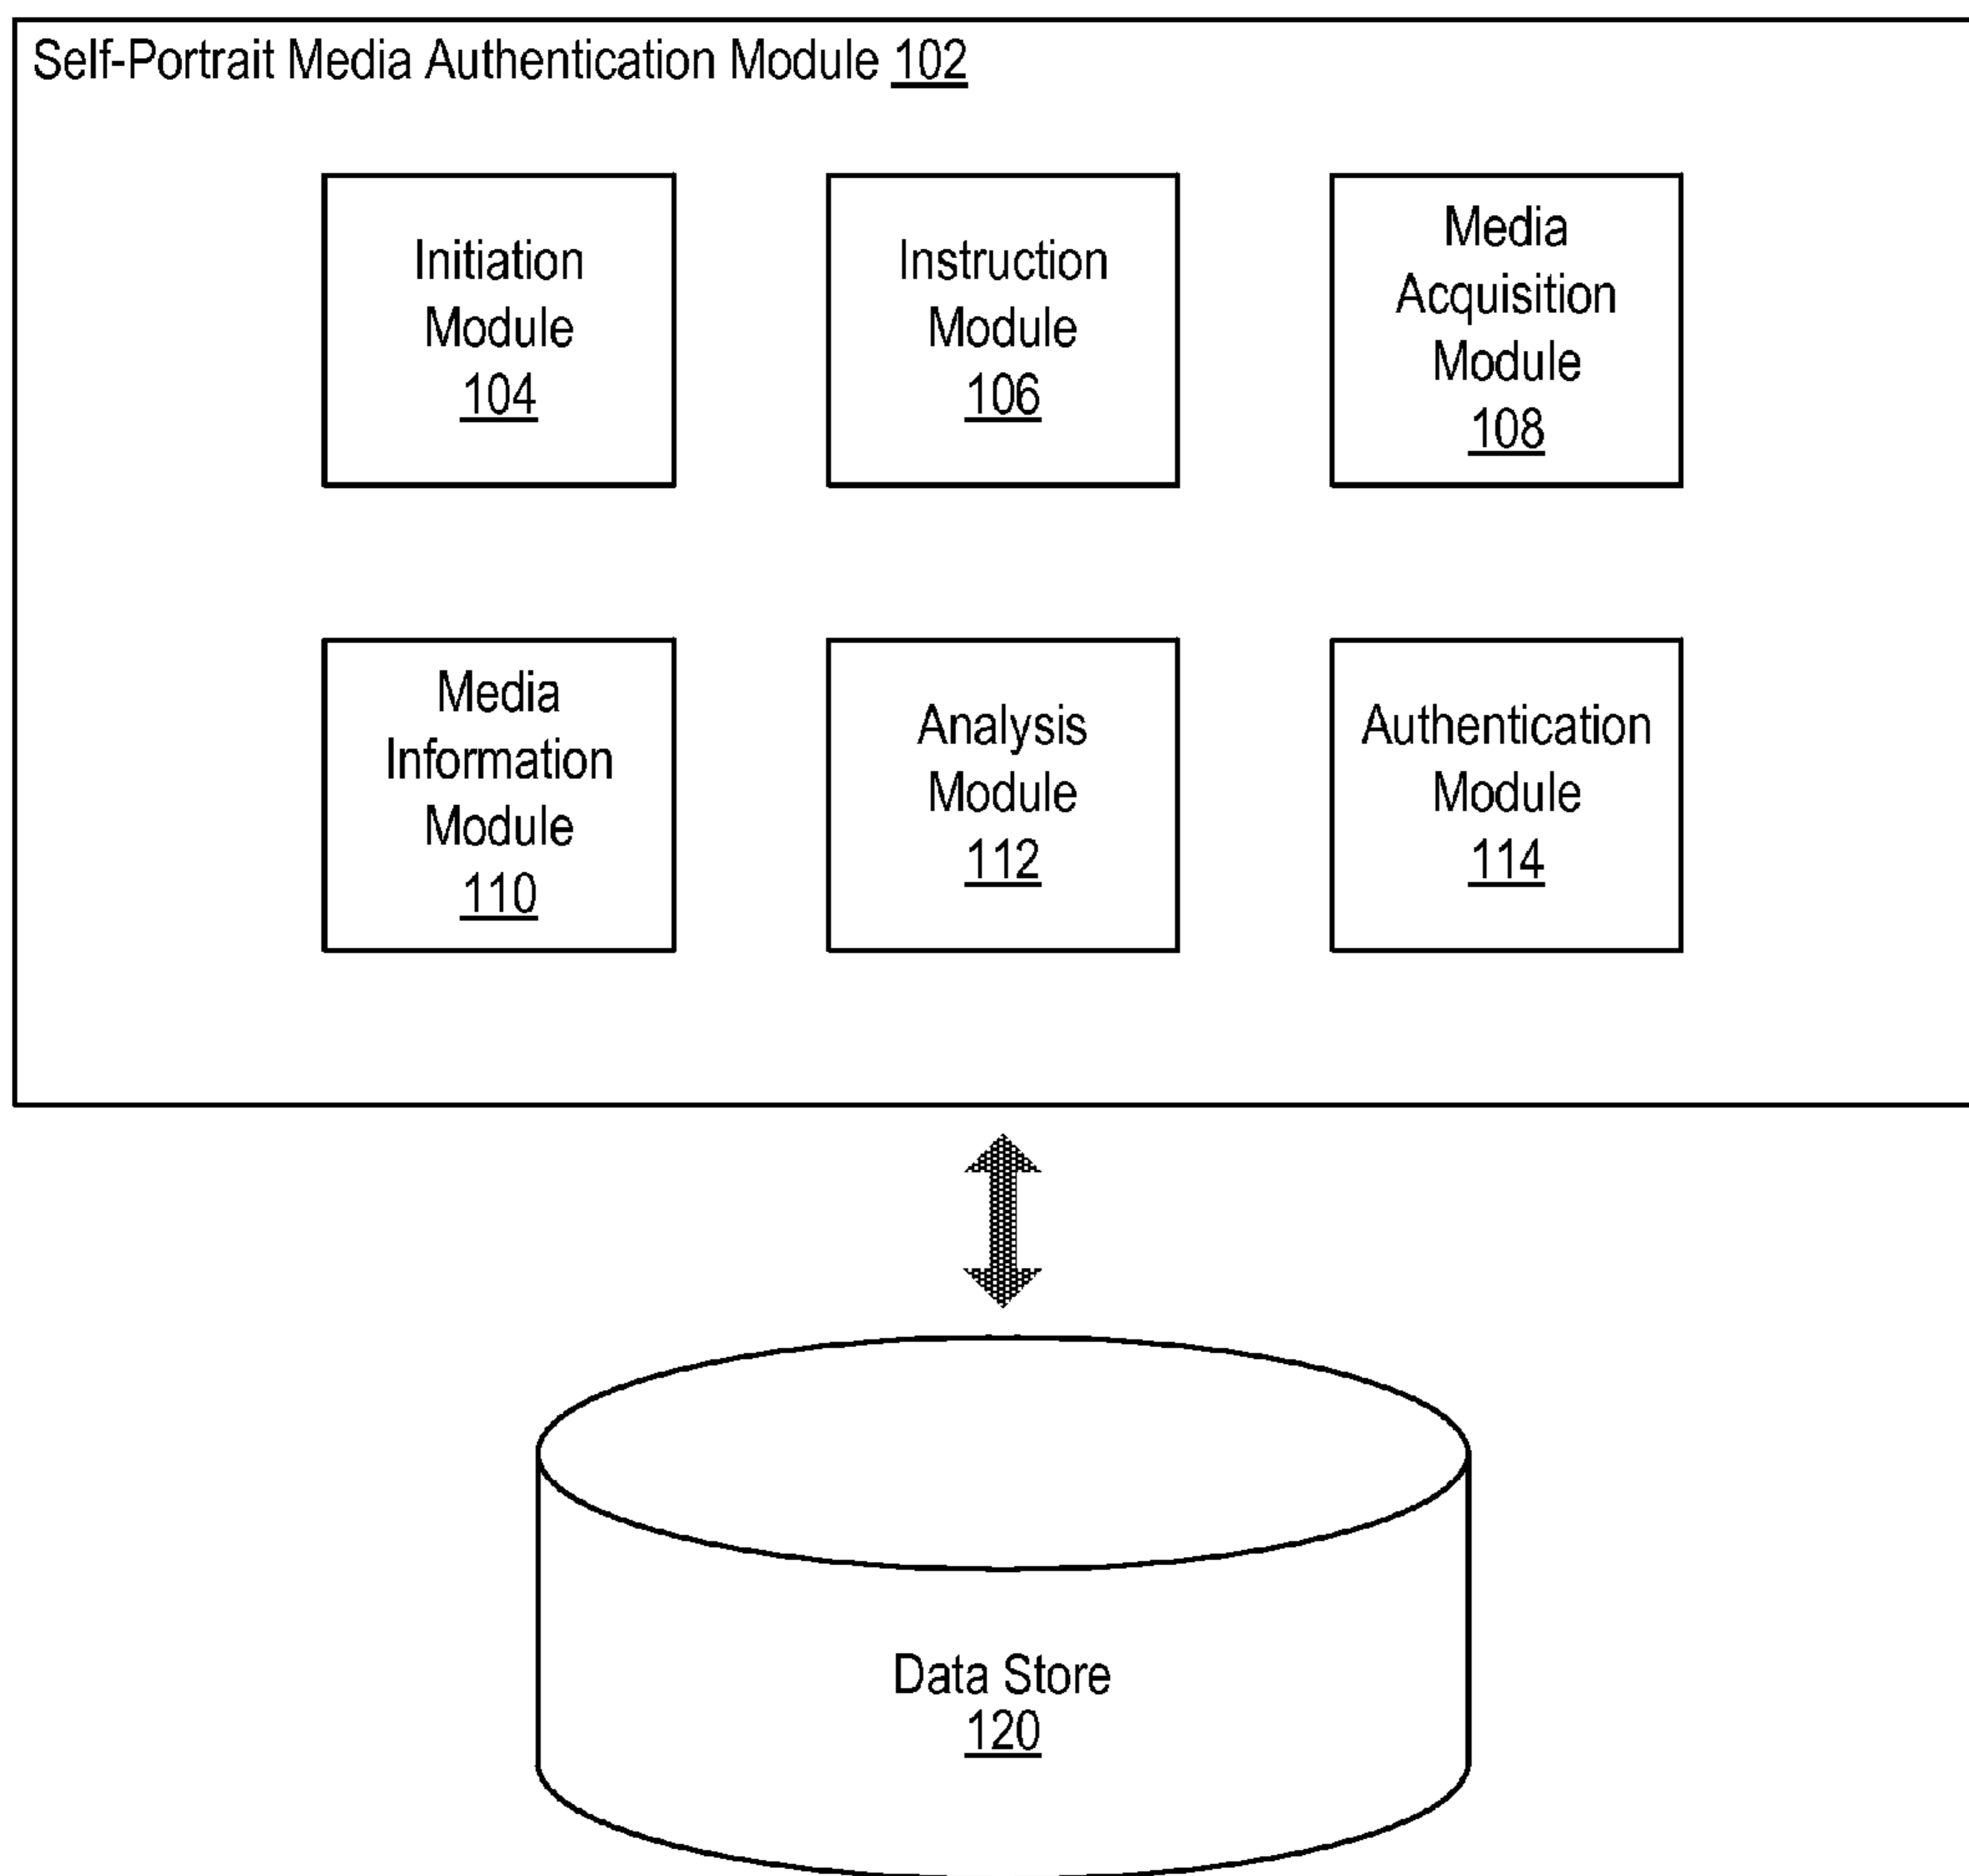 Self-Portrait Media Authentication Module 102
Initiation
Module
104
Instruction
Module
106
Media
Acquisition
Module
108
Media
Information
Module
110
Analysis
Module
112
Authentication
Module
114
Data Store
120